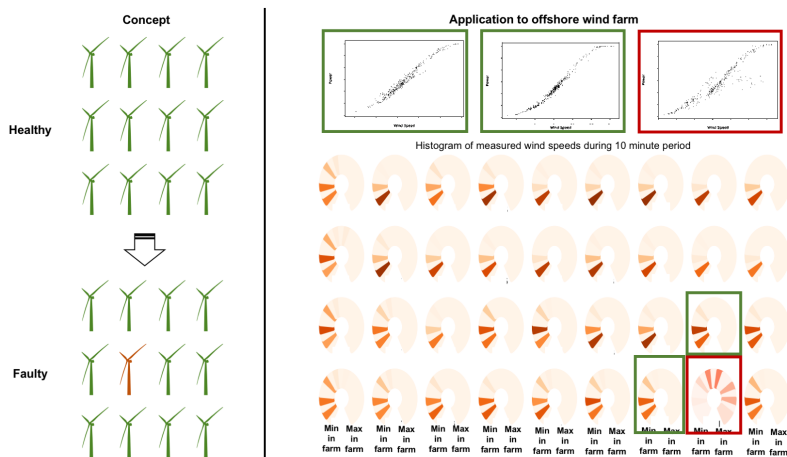 Concept
Application to offshore wind farm
Healthy
Faulty
Power
Wind Speed
Power
Wind Speed
Power
Wind Speed
Histogram of measured wind speeds during 10 minute period
Min Max Min Max Min Max Min Max Min Max Min Max Min Max Min Max Min Max
in in in in in in in in in in in in in in in in in in
farm farm farm farm farm farm farm farm farm farm farm farm farm farm farm farm farm farm